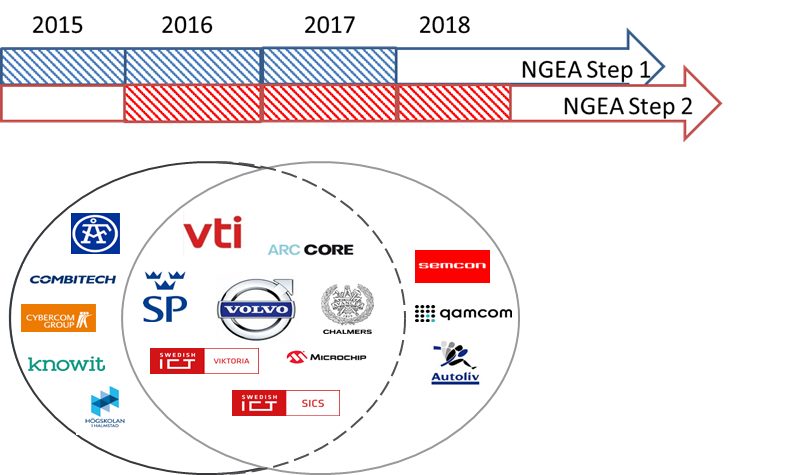 2015 2016 2017 2018
NGEA Step 1
NGEA Step 2
ÅF
vti
ARC CORE
COMBITECH
SP
VOLVO
CHALMERS
semcon
CYBERCOM
GROUP
qamcom
knowit
SWEDISH
ICT
VIKTORIA
MICROCHIP
Autoliv
HÖGSKOLAN
I HALMSTAD
SWEDISH
ICT
SICS